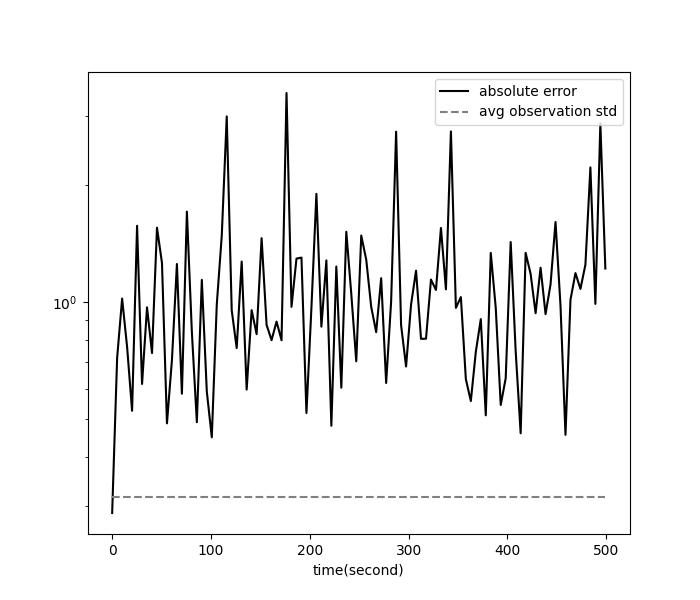 absolute error
avg observation std
10^0
0 100 200 300 400 500
time(second)